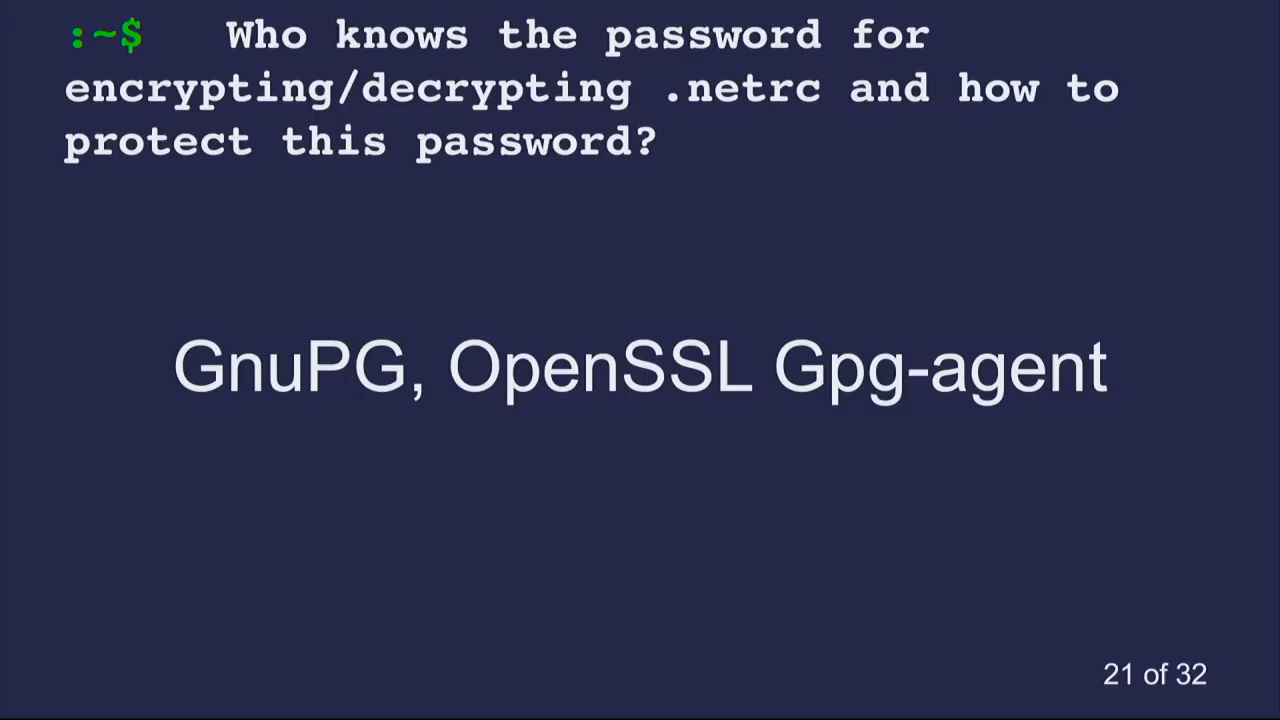 :~$ Who knows the password for
encrypting/decrypting .netrc and how to
protect this password?
GnuPG, OpenSSL Gpg-agent
21 of 32